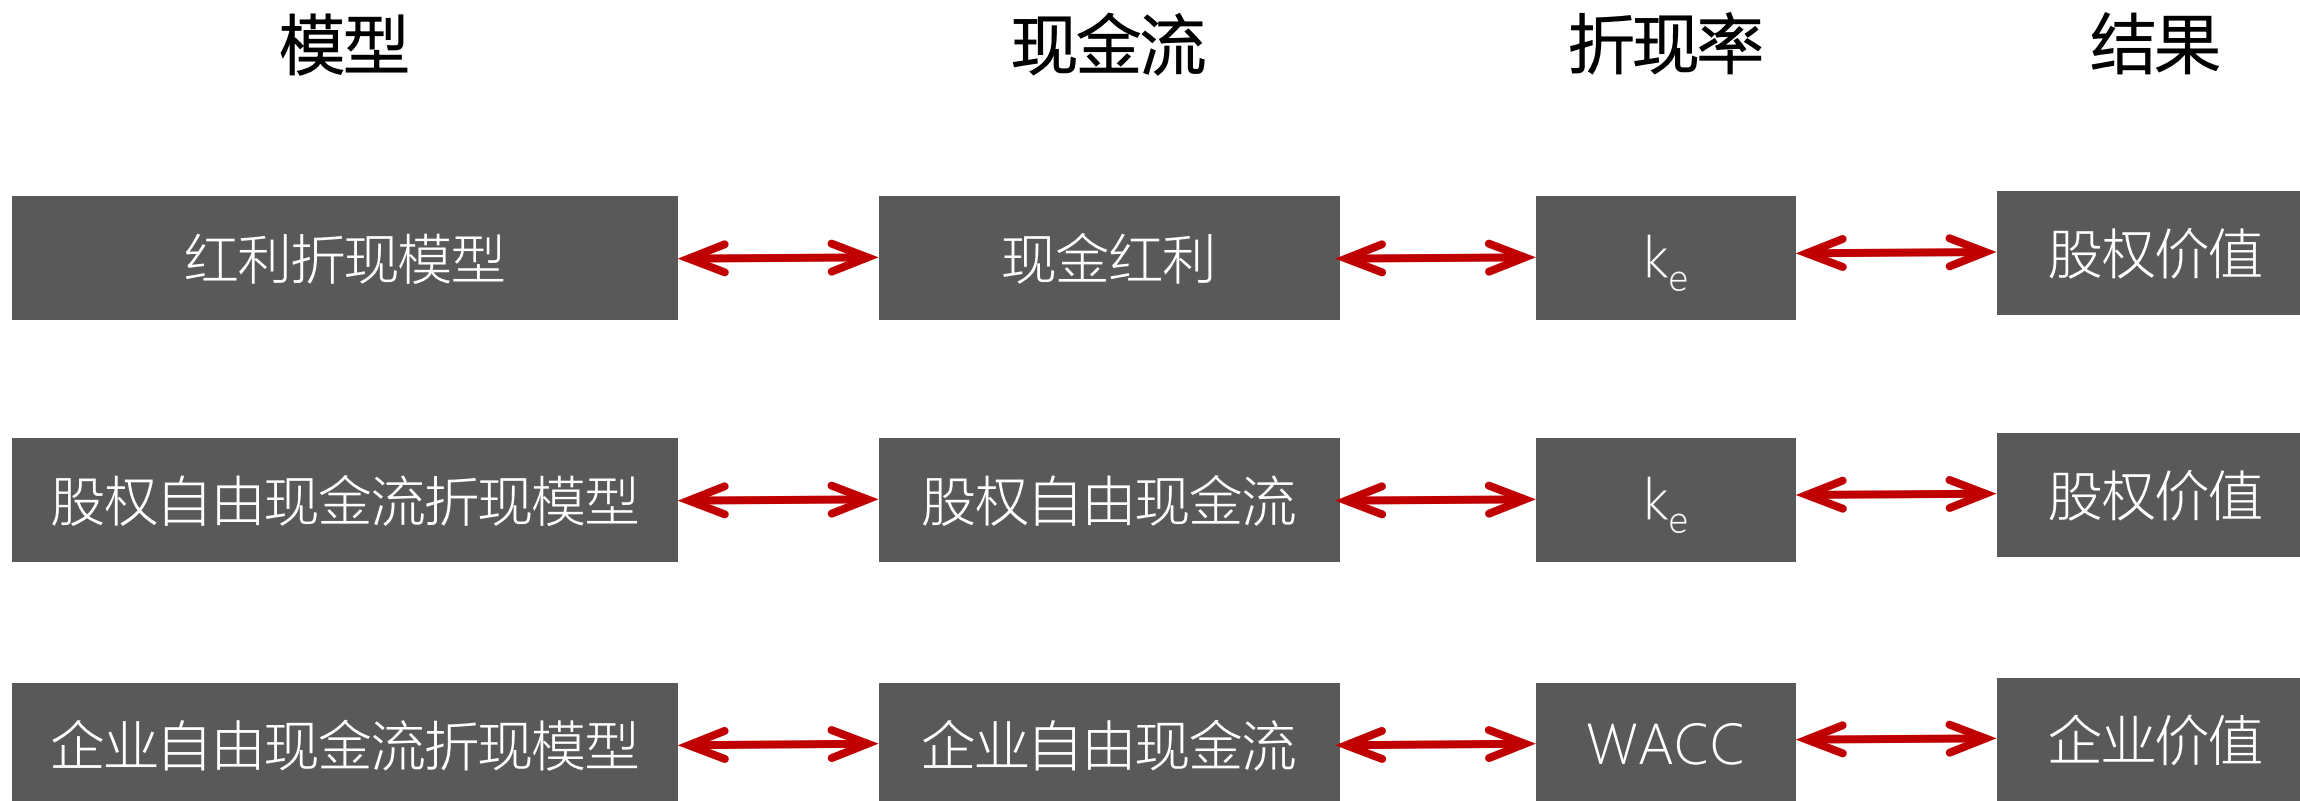 模型 现金流 折现率 结果
红利折现模型 现金红利 ke 股权价值
股权自由现金流折现模型 股权自由现金流 ke 股权价值
企业自由现金流折现模型 企业自由现金流 WACC 企业价值